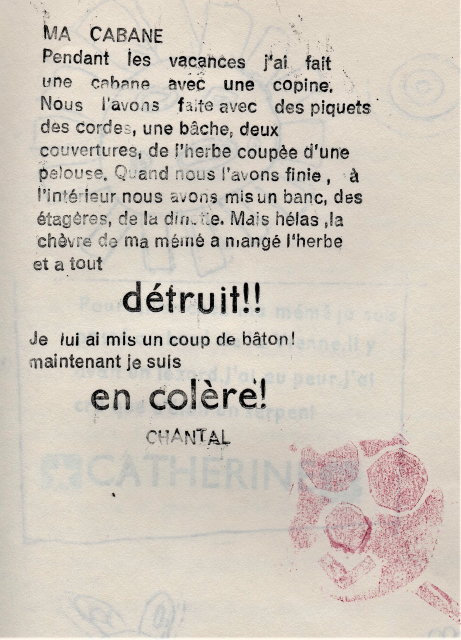 MA CABANE
Pendant les vacances j'ai fait
une cabane avec une copine.
Nous l'avons faite avec des piquets
des cordes, une bâche, deux
couvertures, de l'herbe coupée d'une
pelouse. Quand nous l'avons finie, à
l'intérieur nous avons mis un banc, des
étagères, de la Mais hélas ,la
chèvre de ma mémé a mangé l'herbe
et a tout
détruit!!
Je lui ai mis un coup de bâton!
maintenant je suis
en colère!
CHANTAL
CATHERINE